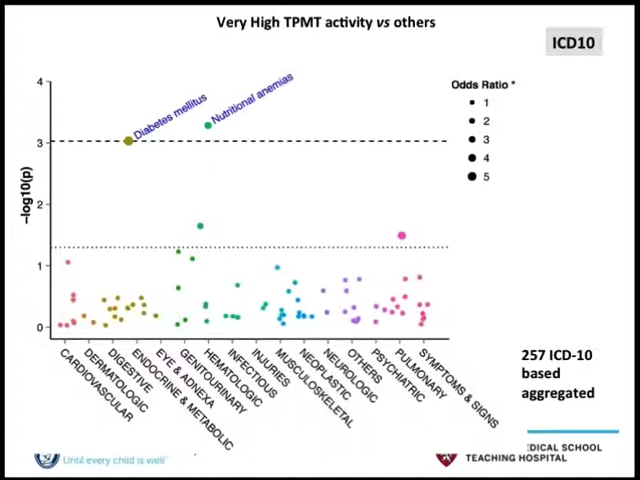 Very High TPMT activity vs others
ICD10
Odds Ratio *
1
2
3
4
5
Diabetes mellitus
Nutritional anemias
−log10(p)
4
3
2
1
0
CARDIOVASCULAR
DERMATOLOGIC
DIGESTIVE
ENDOCRINE & METABOLIC
EYE & ADNEXA
GENITOURINARY
HEMATOLOGIC
INFECTIOUS
INJURIES
MUSCULOSKELETAL
NEOPLASTIC
NEUROLOGIC
OTHERS
PSYCHIATRIC
PULMONARY
SYMPTOMS & SIGNS
257 ICD-10
based
aggregated
Until every child is well
EDICAL SCHOOL
TEACHING HOSPITAL